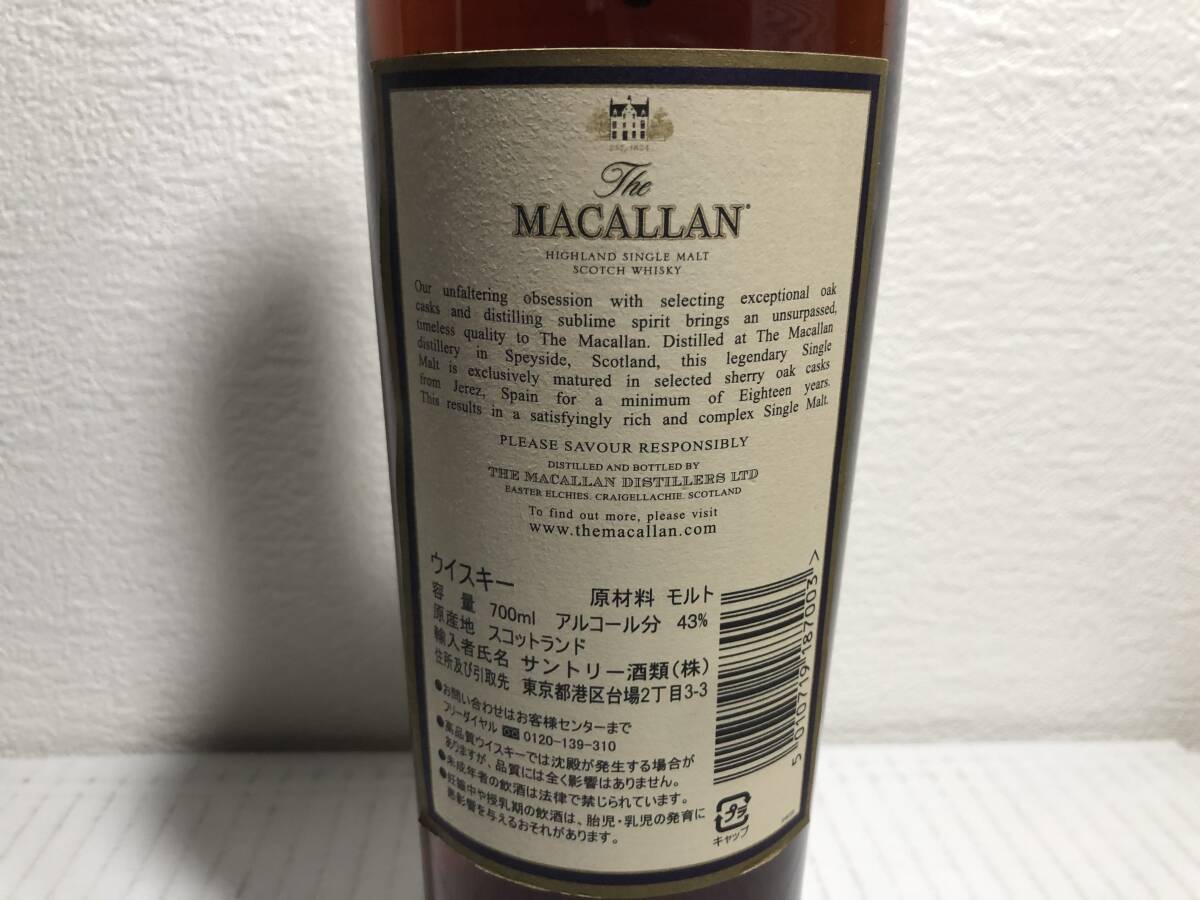 EST. 1824
The
MACALLAN
HIGHLAND SINGLE MALT
SCOTCH WHISKY
Our unfaltering obsession with selecting exceptional oak
casks and distilling sublime spirit brings an unsurpassed,
timeless quality to The Macallan. Distilled at The Macallan
distillery in Speyside, Scotland, this legendary Single
Malt is exclusively matured in selected sherry oak casks
from Jerez, Spain for a minimum of Eighteen years.
This results in a satisfyingly rich and complex Single Malt.
PLEASE SAVOUR RESPONSIBLY
DISTILLED AND BOTTLED BY
THE MACALLAN DISTILLERS LTD
EASTER ELCHIES, CRAIGELLACHIE, SCOTLAND
To find out more, please visit
www.themacallan.com
ウイスキー 原材料 モルト
容量 700ml アルコール分 43%
原産地 スコットランド
輸入者氏名 サントリー酒類(株)
住所及び引取先 東京都港区台場2丁目3-3
●お問い合わせはお客様センターまで
フリーダイヤル 0120-139-310
●高品質ウイスキーでは沈殿が発生する場合が
ありますが、品質には全く影響はありません。
●未成年者の飲酒は法律で禁じられています。
●妊娠中や授乳期の飲酒は、胎児・乳児の発育に
悪影響を与えるおそれがあります。
5 010719 187003 >
プラ
キャップ